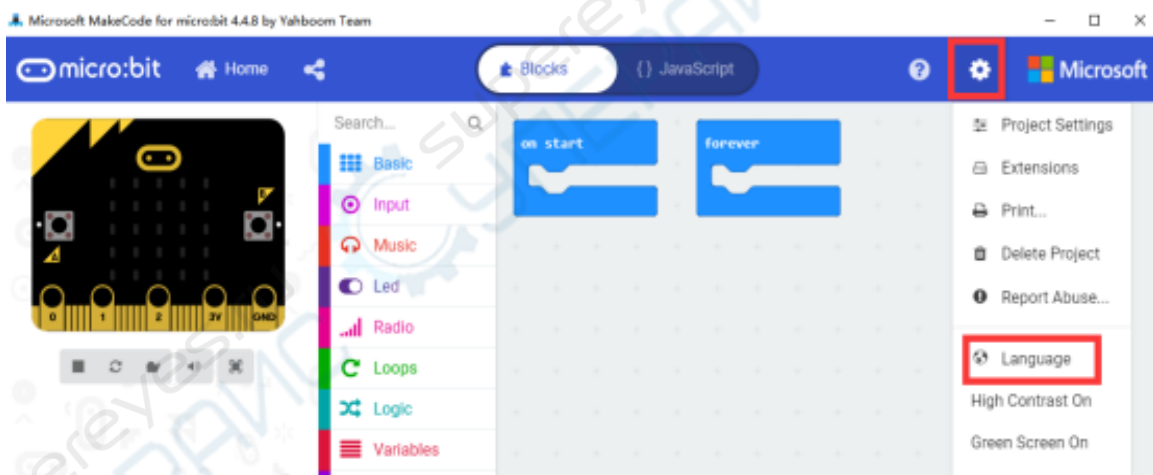 Microsoft MakeCode for micro:bit 4.4.8 by Yahboom Team
micro:bit Home Blocks {} JavaScript Microsoft
Search...
Basic
Input
Music
Led
Radio
Loops
Logic
Variables
on start
forever
Project Settings
Extensions
Print...
Delete Project
Report Abuse...
Language
High Contrast On
Green Screen On
B
A
0 1 2 3V GND